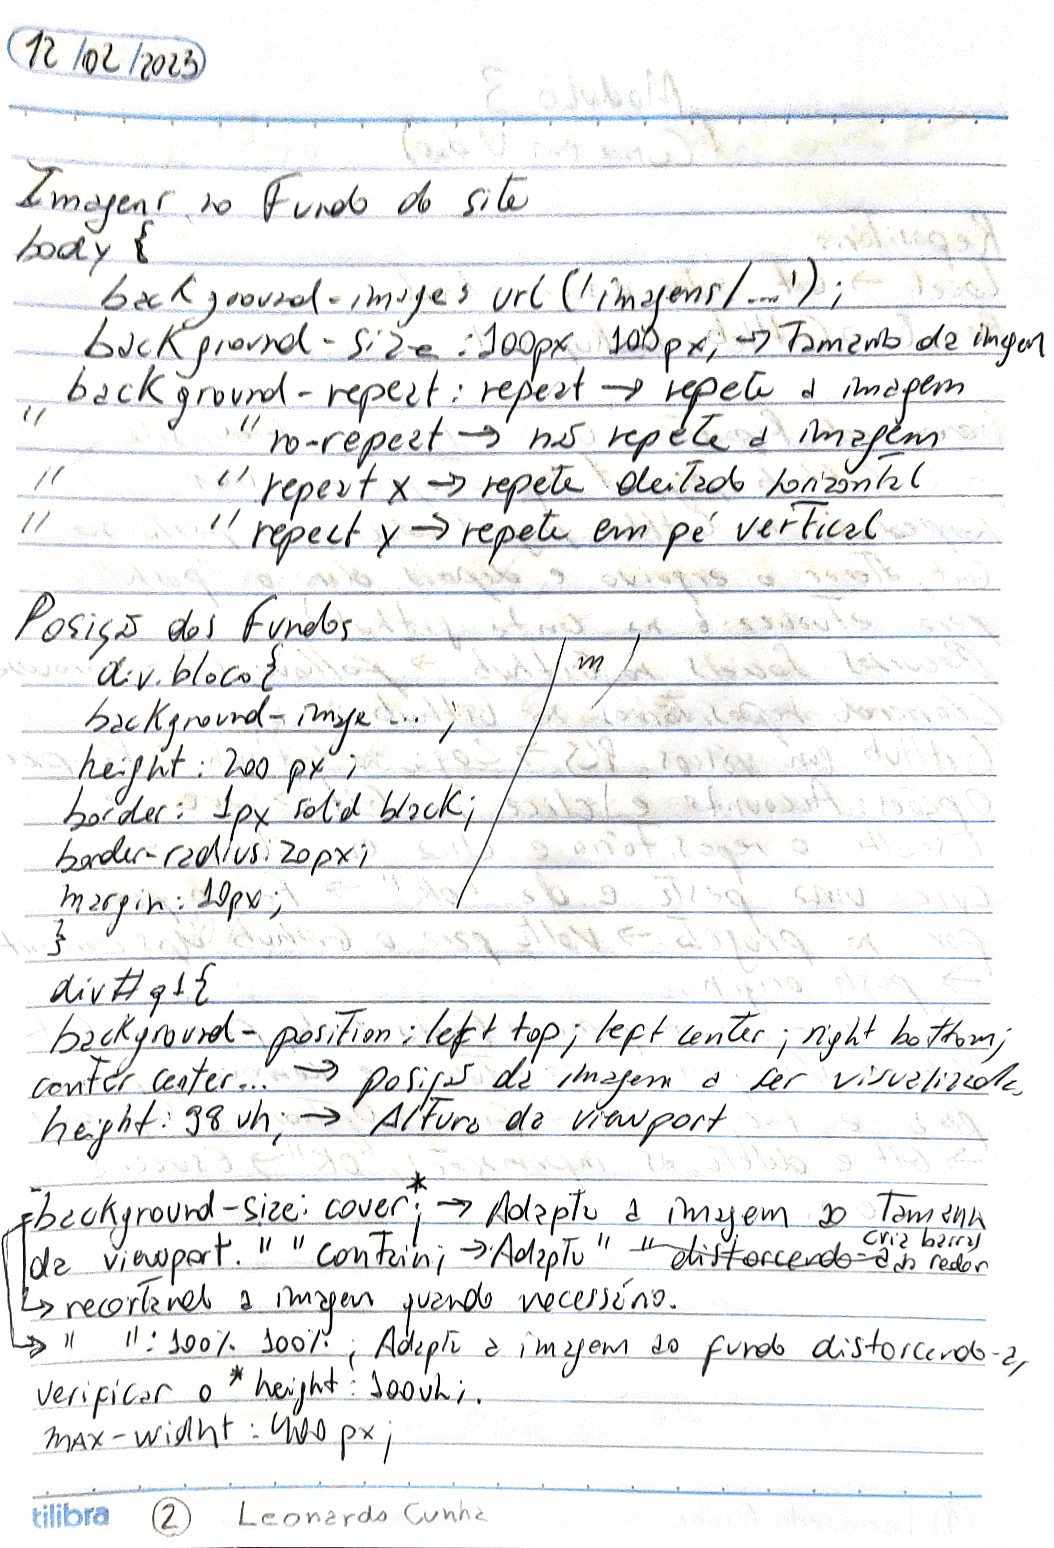 12/02/2023
Imagens no Fundo do site
body {
background-images url ('imagens/....');
background-size : 100px 100px; → Tamanho da imagem
background-repeat : repeat → repete a imagem
" " no-repeat → não repete a imagem
" " repeat x → repete deitado horizontal
" " repeat y → repete em pé vertical
Posição dos Fundos
div.bloco {
m
background-image ... ;
height : 200 px ;
border : 1px solid black;
border-radius: 20px;
margin : 10px;
}
div # q1 {
background-position : left top; left center ; right bottom;
center center... → posição da imagem a ser visualizada
height : 98 vh; → Altura da viewport
-background-size: cover*; → Adapta a imagem ao Tamanho
da viewport. " " contain; → Adapta " " distorcendo-a cria barras ao redor
↳ recortando a imagem quando necessário.
→ " " : 100% 100% ; Adapta a imagem ao fundo distorcendo-a,
verificar o * height : 100vh;.
max-widht : 400 px;
tilibra 2 Leonardo Cunha